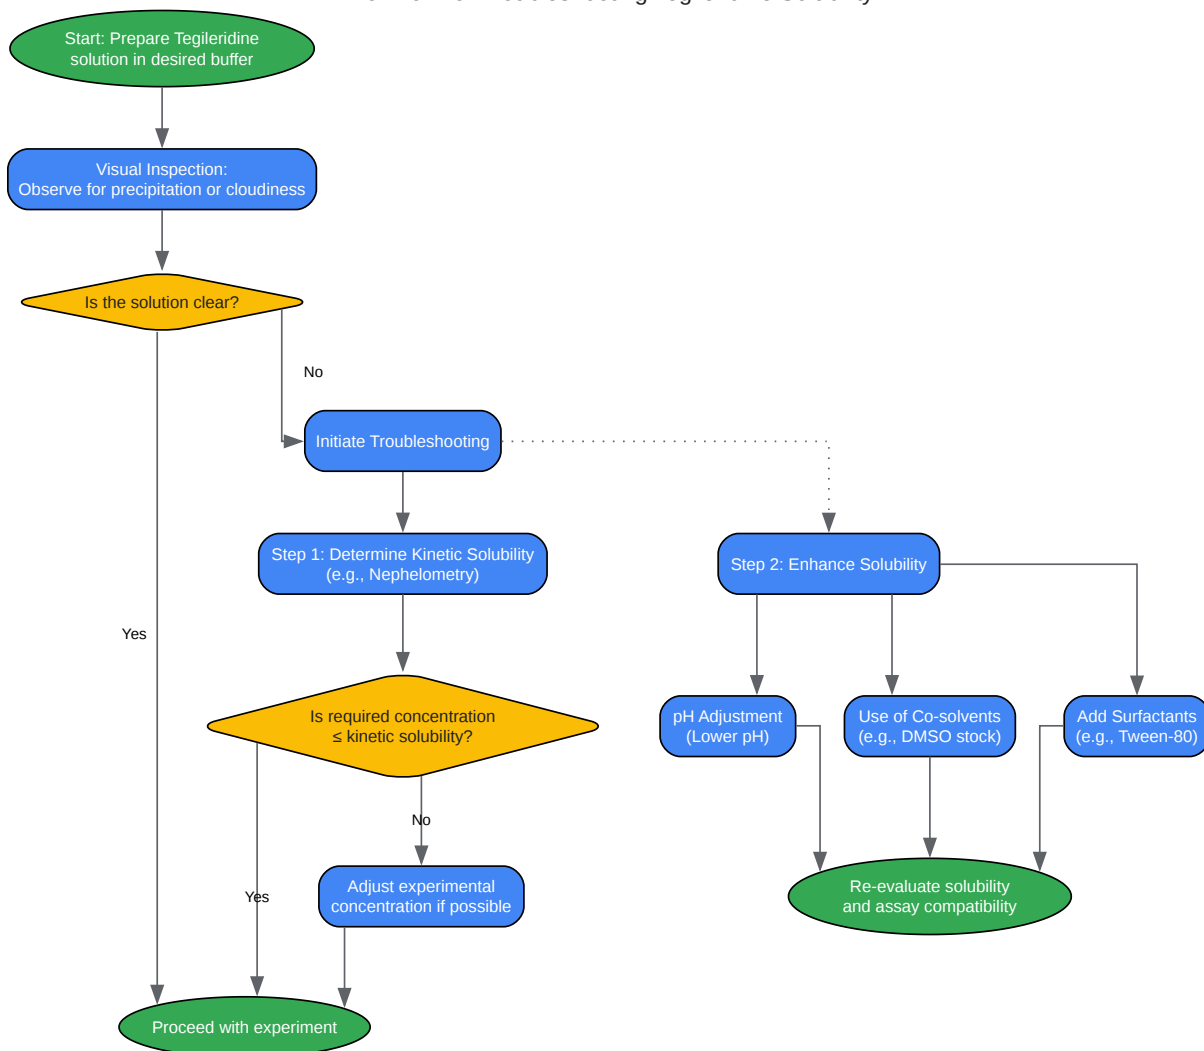 Start: Prepare Tegileridine
solution in desired buffer
Visual Inspection:
Observe for precipitation or cloudiness
Is the solution clear?
No
Initiate Troubleshooting
Step 1: Determine Kinetic Solubility
(e.g., Nephelometry)
Step 2: Enhance Solubility
Yes
Is required concentration
≤ kinetic solubility?
pH Adjustment
(Lower pH)
Use of Co-solvents
(e.g., DMSO stock)
Add Surfactants
(e.g., Tween-80)
No
Yes
Adjust experimental
concentration if possible
Re-evaluate solubility
and assay compatibility
Proceed with experiment